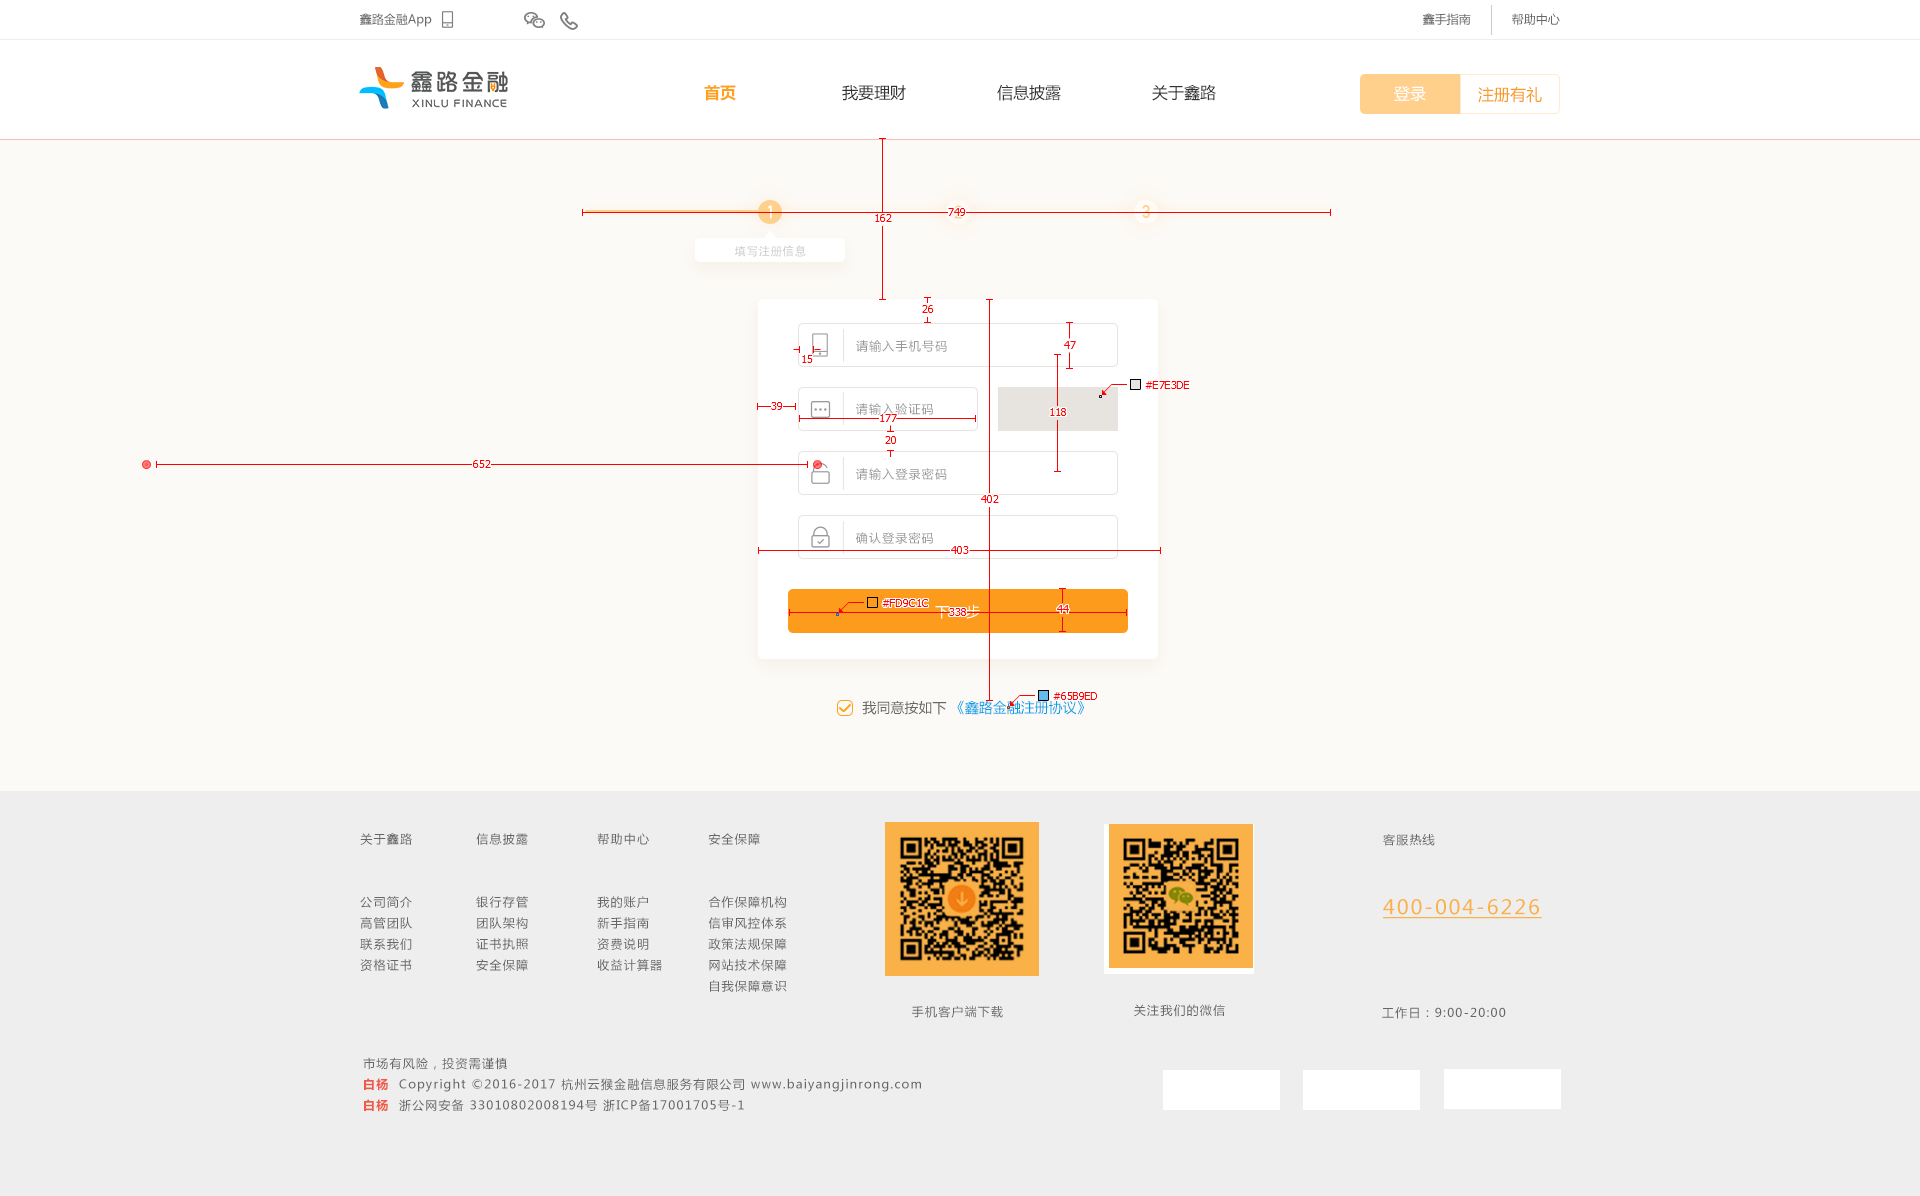 鑫路金融App
鑫手指南
帮助中心
鑫路金融
XINLU FINANCE
首页
我要理财
信息披露
关于鑫路
登录
注册有礼
162
1
749
3
填写注册信息
26
请输入手机号码
47
15
#E7E3DE
39
请输入验证码
177
118
20
652
请输入登录密码
402
确认登录密码
403
#FD9C1C
338
下 步
44
#65B9ED
我同意按如下
《鑫路金融注册协议》
关于鑫路
信息披露
帮助中心
安全保障
客服热线
公司简介
银行存管
我的账户
合作保障机构
高管团队
团队架构
新手指南
信审风控体系
联系我们
证书执照
资费说明
政策法规保障
资格证书
安全保障
收益计算器
网站技术保障
自我保障意识
400-004-6226
手机客户端下载
关注我们的微信
工作日：9:00-20:00
市场有风险，投资需谨慎
白杨 Copyright ©2016-2017 杭州云猴金融信息服务有限公司 www.baiyangjinrong.com
白杨 浙公网安备 33010802008194号 浙ICP备17001705号-1